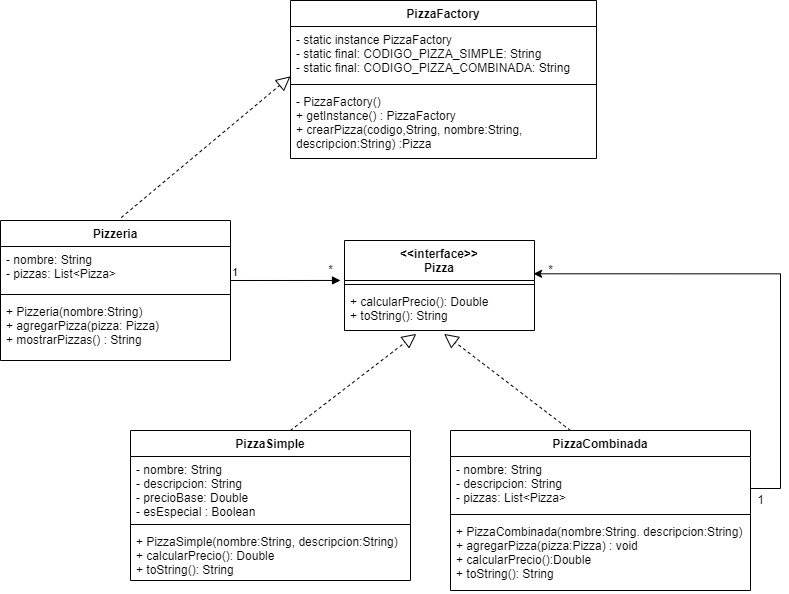 PizzaFactory
- static instance PizzaFactory
- static final: CODIGO_PIZZA_SIMPLE: String
- static final: CODIGO_PIZZA_COMBINADA: String
- PizzaFactory()
+ getInstance() : PizzaFactory
+ crearPizza(codigo,String, nombre:String,
descripcion:String) :Pizza
Pizzeria
- nombre: String
- pizzas: List<Pizza>
+ Pizzeria(nombre:String)
+ agregarPizza(pizza: Pizza)
+ mostrarPizzas() : String
1
*
<<interface>>
Pizza
+ calcularPrecio(): Double
+ toString(): String
*
PizzaSimple
- nombre: String
- descripcion: String
- precioBase: Double
- esEspecial : Boolean
+ PizzaSimple(nombre:String, descripcion:String)
+ calcularPrecio(): Double
+ toString(): String
PizzaCombinada
- nombre: String
- descripcion: String
- pizzas: List<Pizza>
+ PizzaCombinada(nombre:String. descripcion:String)
+ agregarPizza(pizza:Pizza) : void
+ calcularPrecio():Double
+ toString(): String
1